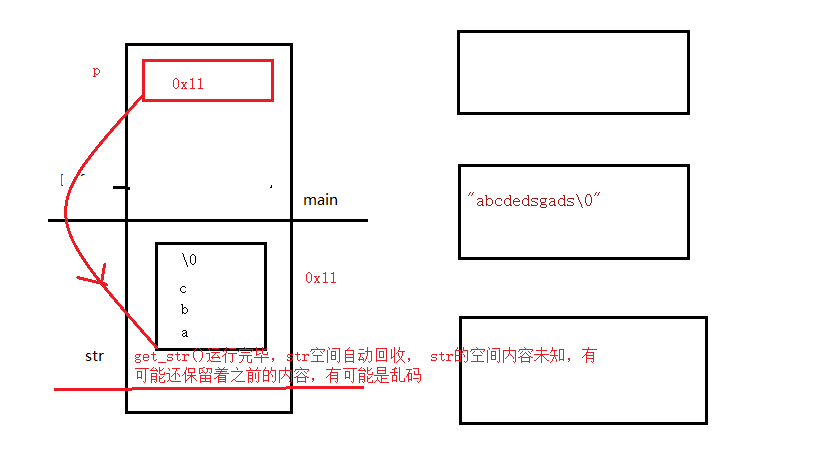 p
0x11
main
"abcdedsgads\0"
\0
c
b
a
0x11
str
get_str()运行完毕，str空间自动回收， str的空间内容未知，有
可能还保留着之前的内容，有可能是乱码